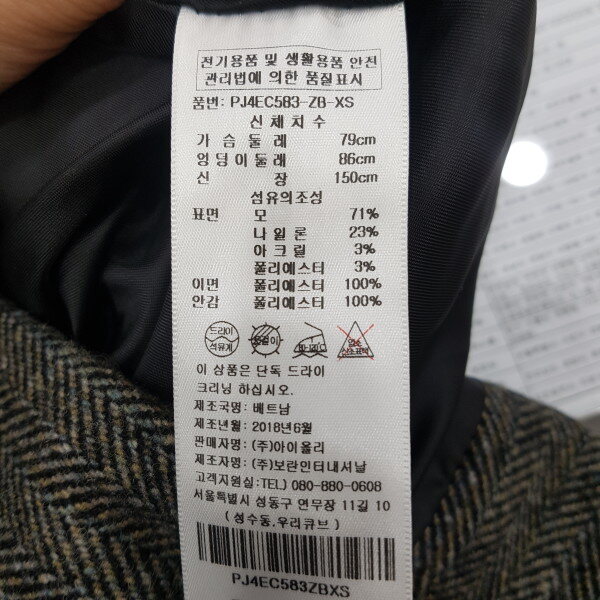 전기용품 및 생활용품 안전
관리법에 의한 품질표시
품번: PJ4EC583-ZB-XS
신체치수
가슴둘레 79cm
엉덩이둘레 86cm
신장 150cm
섬유의조성
표면 모 71%
나일론 23%
아크릴 3%
폴리에스터 3%
이면 폴리에스터 100%
안감 폴리에스터 100%
드라이
석유계
이 상품은 단독 드라이
크리닝 하십시오.
제조국명: 베트남
제조년월: 2018년6월
판매자명: (주)아이올리
제조자명: (주)보란인터내셔날
고객지원실: TEL) 080-880-0608
서울특별시 성동구 연무장 11길 10
(성수동,우리큐브)
PJ4EC583ZBXS